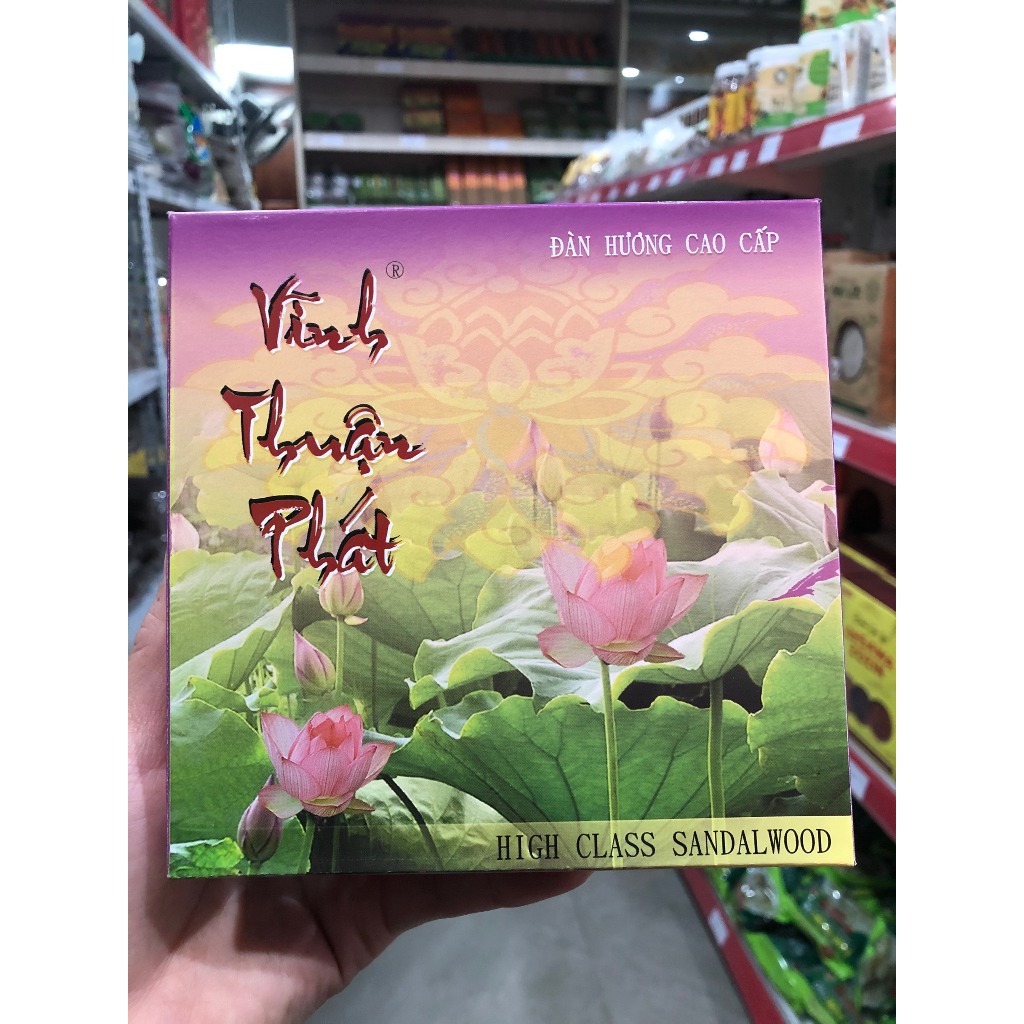 ĐÀN HƯƠNG CAO CẤP
Vĩnh ®
Thuận
Phát
HIGH CLASS SANDALWOOD